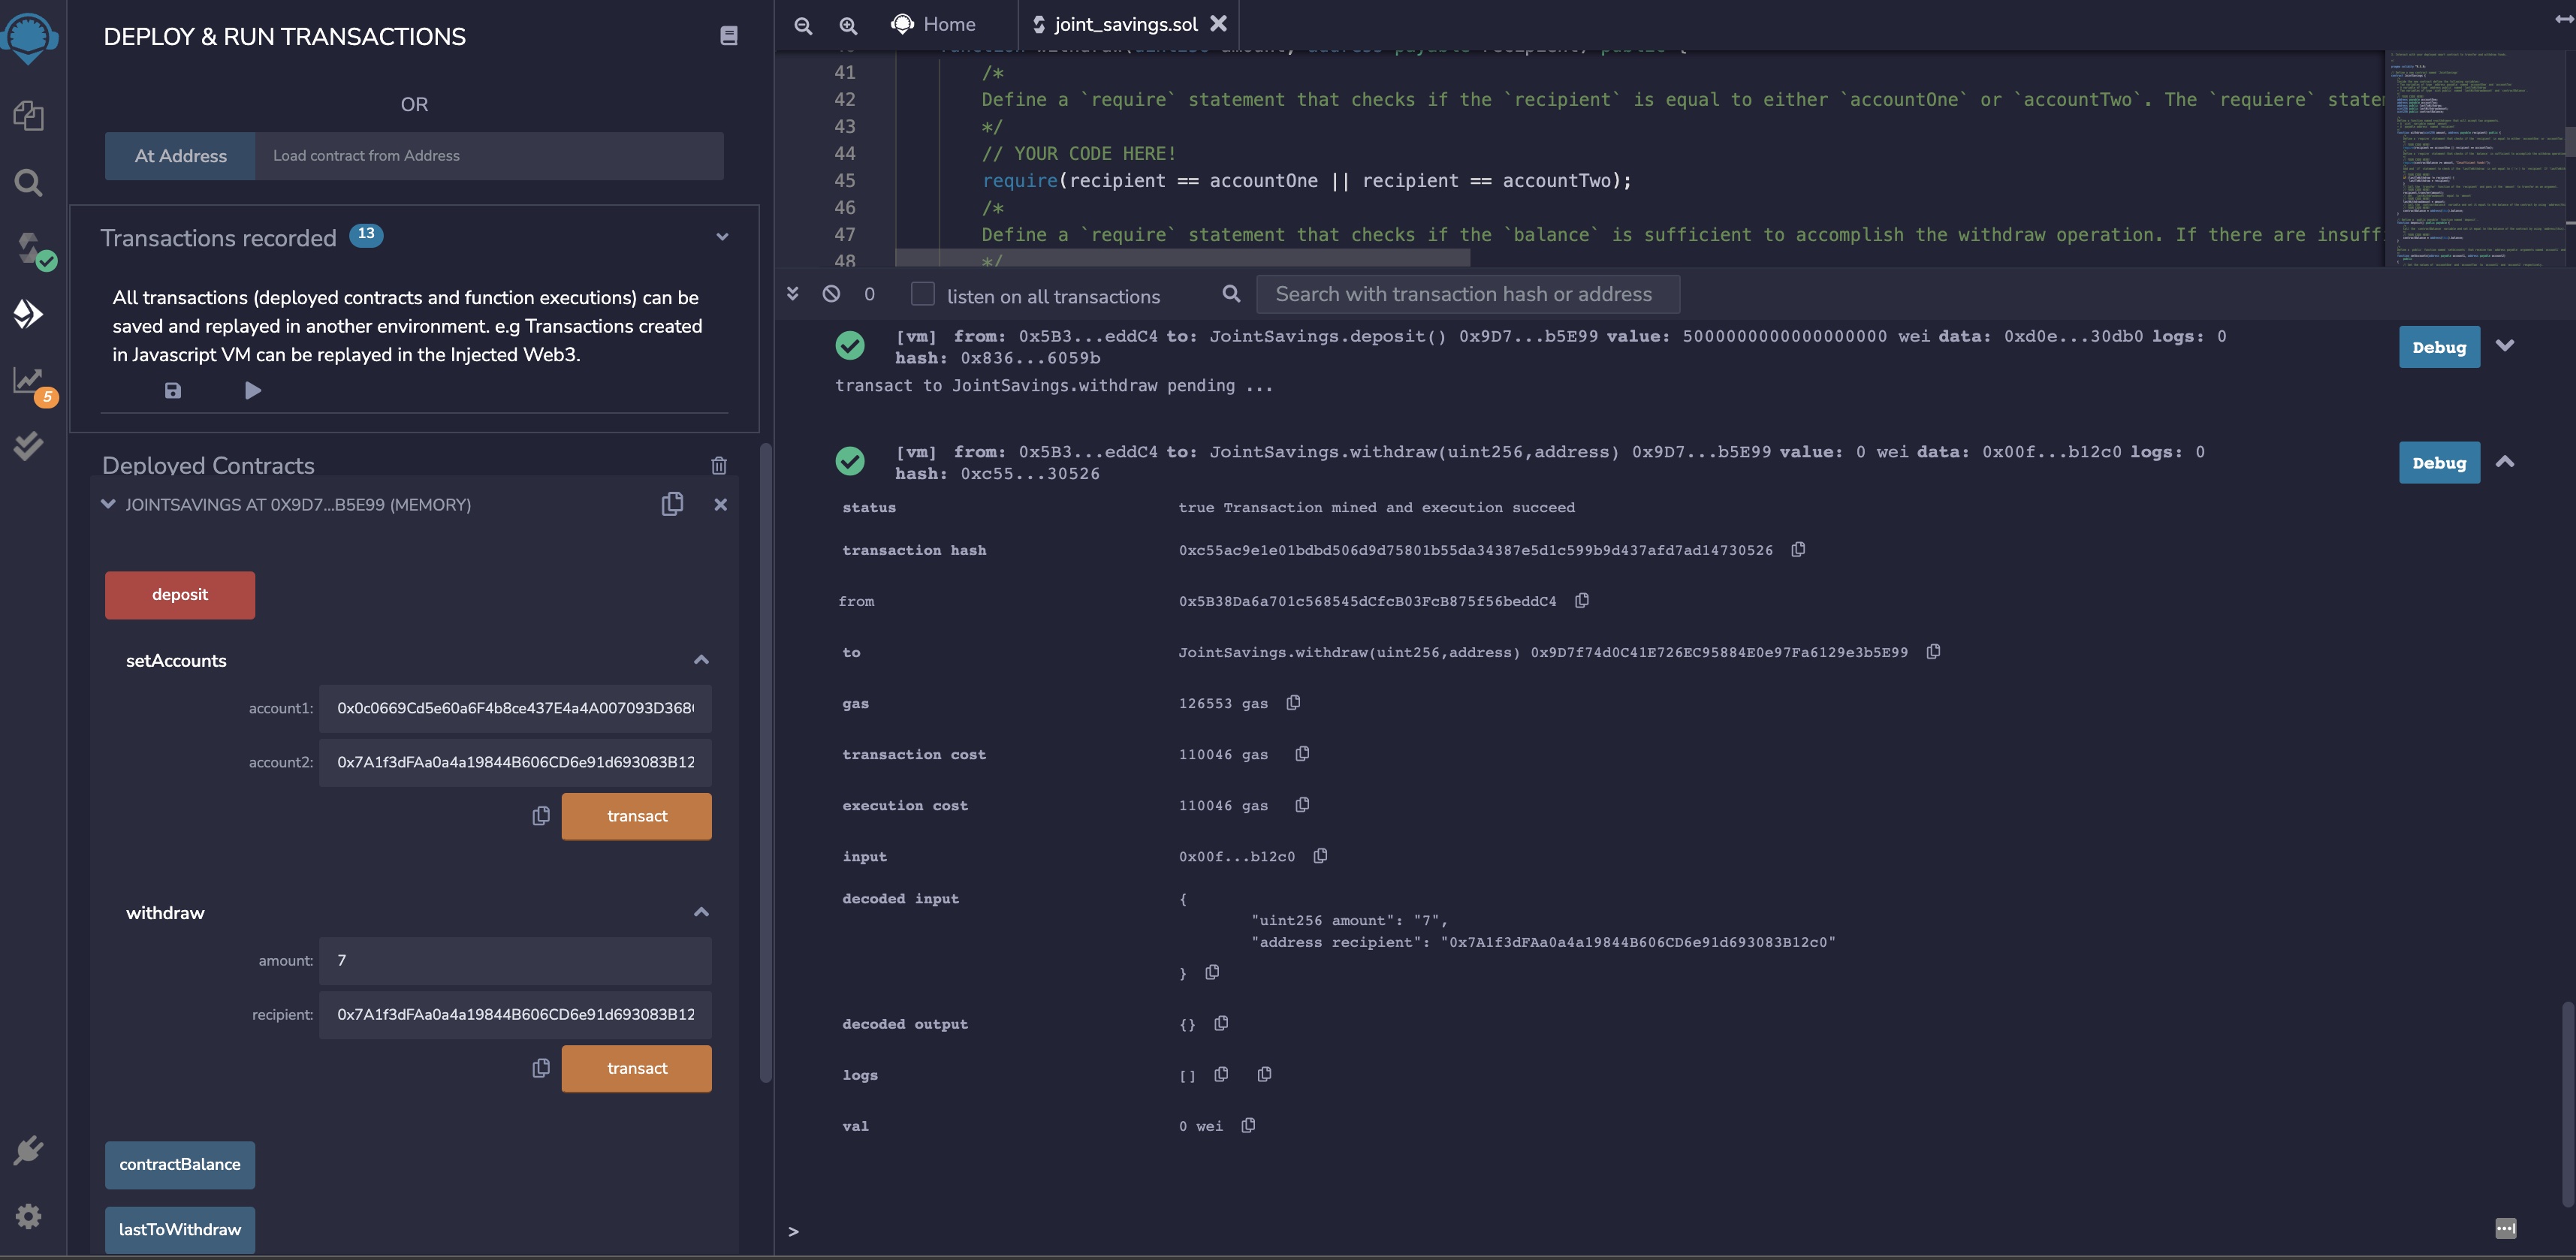 DEPLOY & RUN TRANSACTIONS
OR
At Address
Load contract from Address
Transactions recorded 13
All transactions (deployed contracts and function executions) can be
saved and replayed in another environment. e.g Transactions created
in Javascript VM can be replayed in the Injected Web3.
5
Deployed Contracts
JOINTSAVINGS AT 0X9D7...B5E99 (MEMORY)
deposit
setAccounts
account1: 0x0c0669Cd5e60a6F4b8ce437E4a4A007093D368
account2: 0x7A1f3dFAa0a4a19844B606CD6e91d693083B12
transact
withdraw
amount: 7
recipient: 0x7A1f3dFAa0a4a19844B606CD6e91d693083B12
transact
contractBalance
lastToWithdraw
Home
joint_savings.sol
41 /*
42 Define a `require` statement that checks if the `recipient` is equal to either `accountOne` or `accountTwo`. The `requiere` statem
43 */
44 // YOUR CODE HERE!
45 require(recipient == accountOne || recipient == accountTwo);
46 /*
47 Define a `require` statement that checks if the `balance` is sufficient to accomplish the withdraw operation. If there are insuff
48 */
0
listen on all transactions
Search with transaction hash or address
[vm] from: 0x5B3...eddC4 to: JointSavings.deposit() 0x9D7...b5E99 value: 5000000000000000000 wei data: 0xd0e...30db0 logs: 0
hash: 0x836...6059b
Debug
transact to JointSavings.withdraw pending ...
[vm] from: 0x5B3...eddC4 to: JointSavings.withdraw(uint256,address) 0x9D7...b5E99 value: 0 wei data: 0x00f...b12c0 logs: 0
hash: 0xc55...30526
Debug
status true Transaction mined and execution succeed
transaction hash 0xc55ac9e1e01bdbd506d9d75801b55da34387e5d1c599b9d437afd7ad14730526
from 0x5B38Da6a701c568545dCfcB03FcB875f56beddC4
to JointSavings.withdraw(uint256,address) 0x9D7f74d0C41E726EC95884E0e97Fa6129e3b5E99
gas 126553 gas
transaction cost 110046 gas
execution cost 110046 gas
input 0x00f...b12c0
decoded input {
"uint256 amount": "7",
"address recipient": "0x7A1f3dFAa0a4a19844B606CD6e91d693083B12c0"
}
decoded output {}
logs []
val 0 wei
>